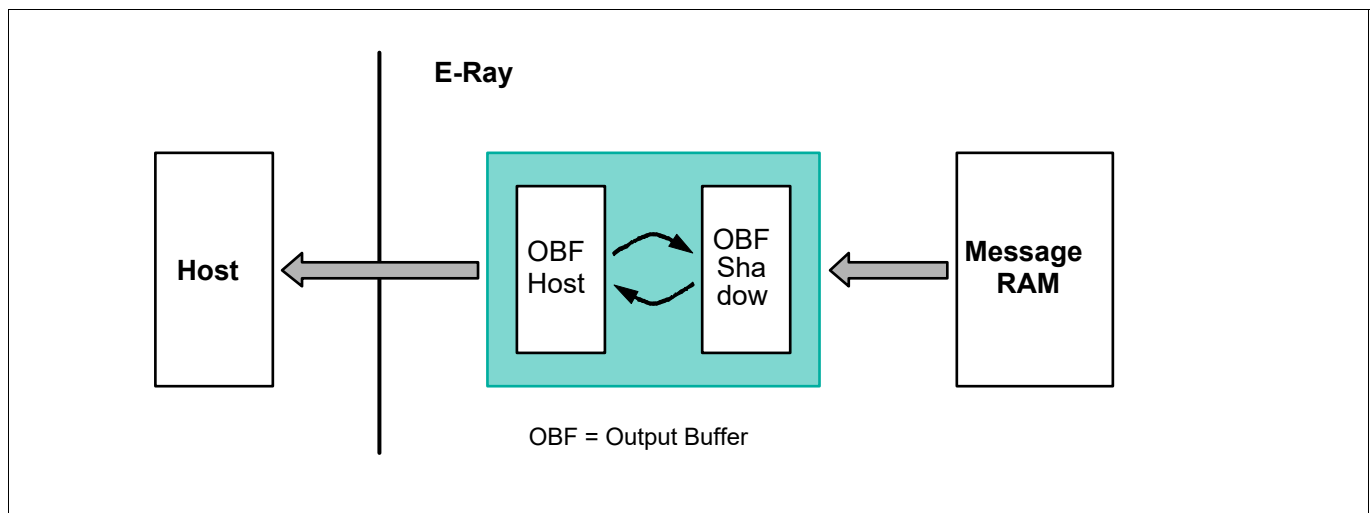 E-Ray
Host
OBF
Host
OBF
Sha
dow
Message
RAM
OBF = Output Buffer